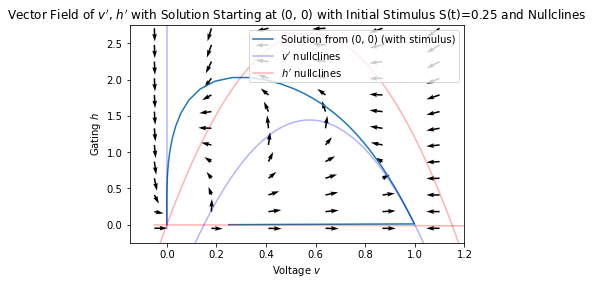 Vector Field of v′, h′ with Solution Starting at (0, 0) with Initial Stimulus S(t)=0.25 and Nullclines
Solution from (0, 0) (with stimulus)
v′ nullclines
h′ nullclines
2.5
2.0
1.5
1.0
0.5
0.0
Gating h
0.0 0.2 0.4 0.6 0.8 1.0 1.2
Voltage v